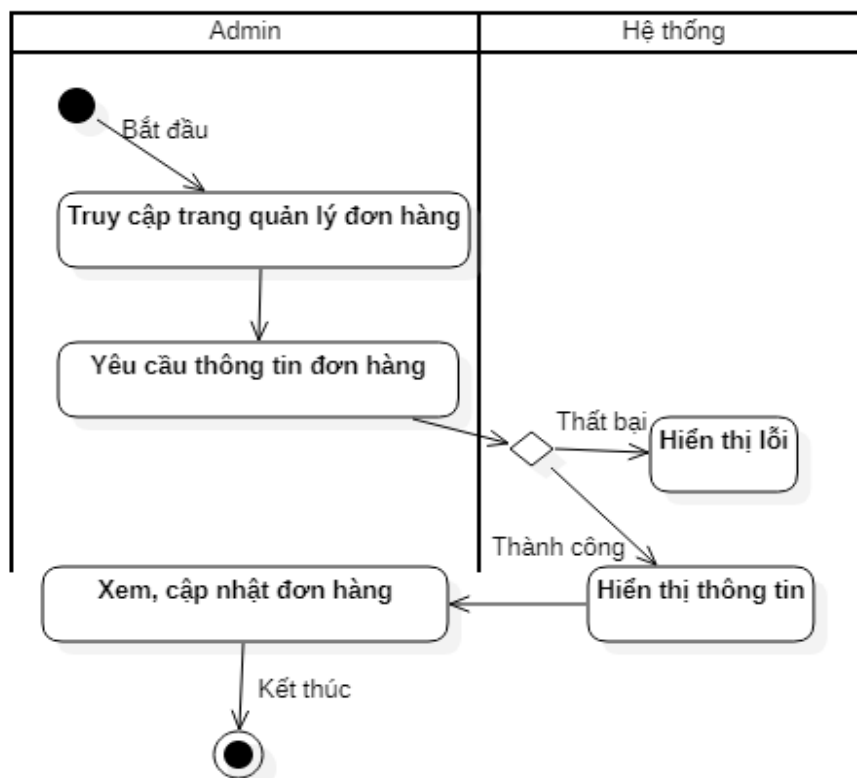 Admin
Hệ thống
Bắt đầu
Truy cập trang quản lý đơn hàng
Yêu cầu thông tin đơn hàng
Thất bại
Hiển thị lỗi
Thành công
Hiển thị thông tin
Xem, cập nhật đơn hàng
Kết thúc